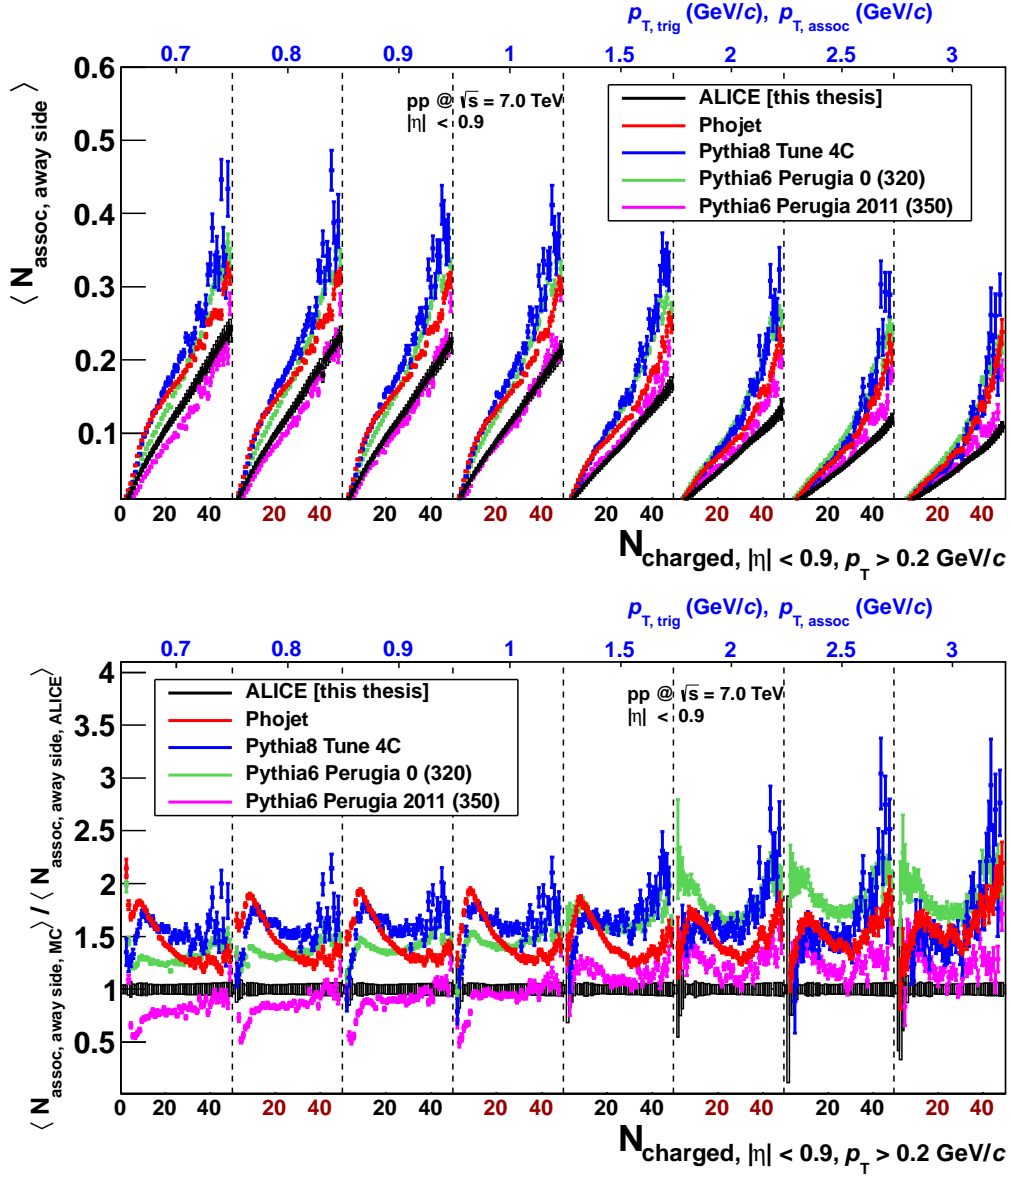 p_T, trig (GeV/c), p_T, assoc (GeV/c)
0.7 0.8 0.9 1 1.5 2 2.5 3
⟨ N_assoc, away side ⟩
0.6
0.5
0.4
0.3
0.2
0.1
pp @ √s = 7.0 TeV
|η| < 0.9
ALICE [this thesis]
Phojet
Pythia8 Tune 4C
Pythia6 Perugia 0 (320)
Pythia6 Perugia 2011 (350)
0 20 40 20 40 20 40 20 40 20 40 20 40 20 40 20 40
N_charged, |η| < 0.9, p_T > 0.2 GeV/c
p_T, trig (GeV/c), p_T, assoc (GeV/c)
0.7 0.8 0.9 1 1.5 2 2.5 3
⟨ N_assoc, away side, MC ⟩ / ⟨ N_assoc, away side, ALICE ⟩
4
3.5
3
2.5
2
1.5
1
0.5
ALICE [this thesis]
Phojet
Pythia8 Tune 4C
Pythia6 Perugia 0 (320)
Pythia6 Perugia 2011 (350)
pp @ √s = 7.0 TeV
|η| < 0.9
0 20 40 20 40 20 40 20 40 20 40 20 40 20 40 20 40
N_charged, |η| < 0.9, p_T > 0.2 GeV/c